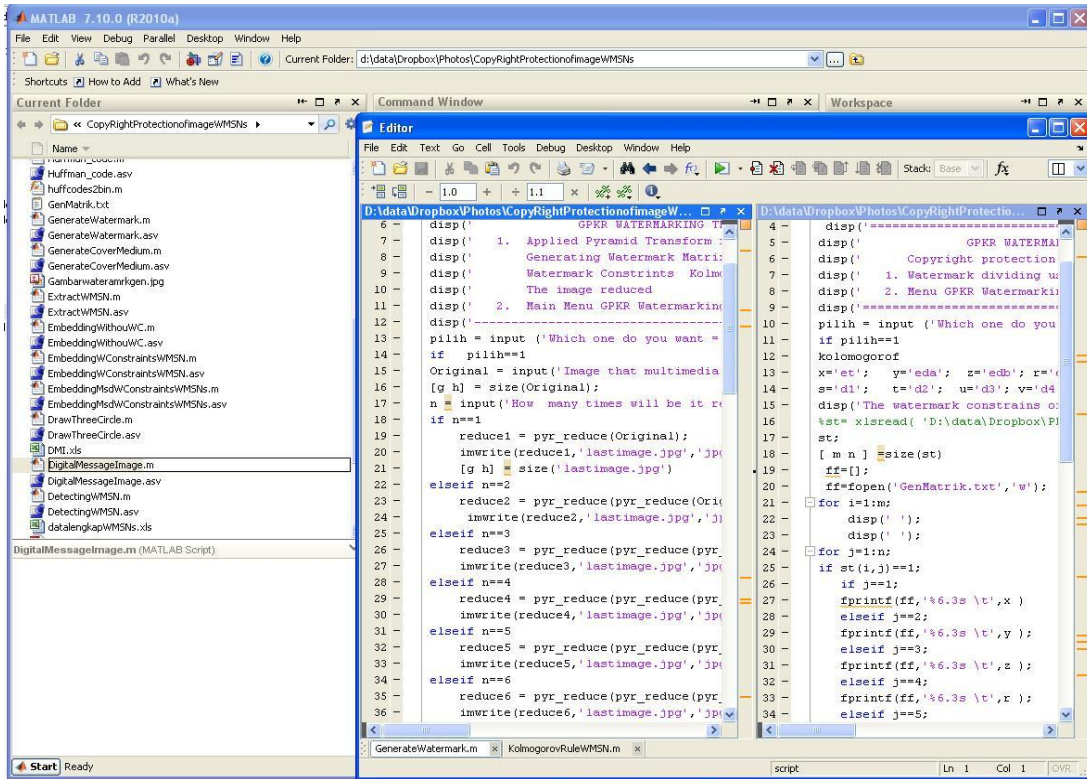 MATLAB 7.10.0 (R2010a)
File Edit View Debug Parallel Desktop Window Help
Current Folder: d:\data\Dropbox\Photos\CopyRightProtectionofimageWMSNs
Shortcuts How to Add What's New
Current Folder
« CopyRightProtectionofimageWMSNs
Name
Huffman_code.m
Huffman_code.asv
huffcodes2bin.m
GenMatrik.txt
GenerateWatermark.m
GenerateWatermark.asv
GenerateCoverMedium.m
GenerateCoverMedium.asv
Gambarwateramrkgen.jpg
ExtractWMSN.m
ExtractWMSN.asv
EmbeddingWithouWC.m
EmbeddingWithouWC.asv
EmbeddingWConstraintsWMSN.m
EmbeddingWConstraintsWMSN.asv
EmbeddingMsdWConstraintsWMSNs.m
EmbeddingMsdWConstraintsWMSNs.asv
DrawThreeCircle.m
DrawThreeCircle.asv
DMI.xls
DigitalMessageImage.m
DigitalMessageImage.asv
DetectingWMSN.m
DetectingWMSN.asv
datalengkapWMSNs.xls
DigitalMessageImage.m (MATLAB Script)
Start Ready
Command Window
Workspace
Editor
File Edit Text Go Cell Tools Debug Desktop Window Help
Stack: Base fx
− 1.0 + ÷ 1.1 ×
D:\data\Dropbox\Photos\CopyRightProtectionofimageW...
6 − disp(' GPKR WATERMARKING
7 − disp(' 1. Applied Pyramid Transform
8 − disp(' Generating Watermark Matri
9 − disp(' Watermark Constrints Kolm
10 − disp(' The image reduced
11 − disp(' 2. Main Menu GPKR Watermarking
12 − disp('-----------------------------------
13 − pilih = input ('Which one do you want =
14 − if pilih==1
15 − Original = input('Image that multimedia
16 − [g h] = size(Original);
17 − n = input('How many times will be it re
18 − if n==1
19 − reduce1 = pyr_reduce(Original);
20 − imwrite(reduce1,'lastimage.jpg','jp
21 − [g h] = size('lastimage.jpg')
22 − elseif n==2
23 − reduce2 = pyr_reduce(pyr_reduce(Orig
24 − imwrite(reduce2,'lastimage.jpg','j
25 − elseif n==3
26 − reduce3 = pyr_reduce(pyr_reduce(pyr_
27 − imwrite(reduce3,'lastimage.jpg','jp
28 − elseif n==4
29 − reduce4 = pyr_reduce(pyr_reduce(pyr_
30 − imwrite(reduce4,'lastimage.jpg','jp
31 − elseif n==5
32 − reduce5 = pyr_reduce(pyr_reduce(pyr_
33 − imwrite(reduce5,'lastimage.jpg','jp
34 − elseif n==6
35 − reduce6 = pyr_reduce(pyr_reduce(pyr_
36 − imwrite(reduce6,'lastimage.jpg','jp
D:\data\Dropbox\Photos\CopyRightProtectio...
4 − disp('==========================
5 − disp(' GPKR WATERMA
6 − disp(' Copyright protection
7 − disp(' 1. Watermark dividing u
8 − disp(' 2. Menu GPKR Watermarki
9 − disp('==========================
10 − pilih = input ('Which one do you
11 − if pilih==1
12 − kolomogorof
13 − x='et'; y='eda'; z='edb'; r='
14 − s='d1'; t='d2'; u='d3'; v='d4
15 − disp('The watermark constrains o
16 %st= xlsread( 'D:\data\Dropbox\P
17 − st;
18 − [ m n ] =size(st)
19 − ff=[];
20 − ff=fopen('GenMatrik.txt','w');
21 − for i=1:m;
22 − disp(' ');
23 − disp(' ');
24 − for j=1:n;
25 − if st(i,j)==1;
26 − if j==1;
27 − fprintf(ff,'%6.3s \t',x )
28 − elseif j==2;
29 − fprintf(ff,'%6.3s \t',y );
30 − elseif j==3;
31 − fprintf(ff,'%6.3s \t',z );
32 − elseif j==4;
33 − fprintf(ff,'%6.3s \t',r );
34 − elseif j==5;
GenerateWatermark.m × KolmogorovRuleWMSN.m ×
script Ln 1 Col 1 OVR